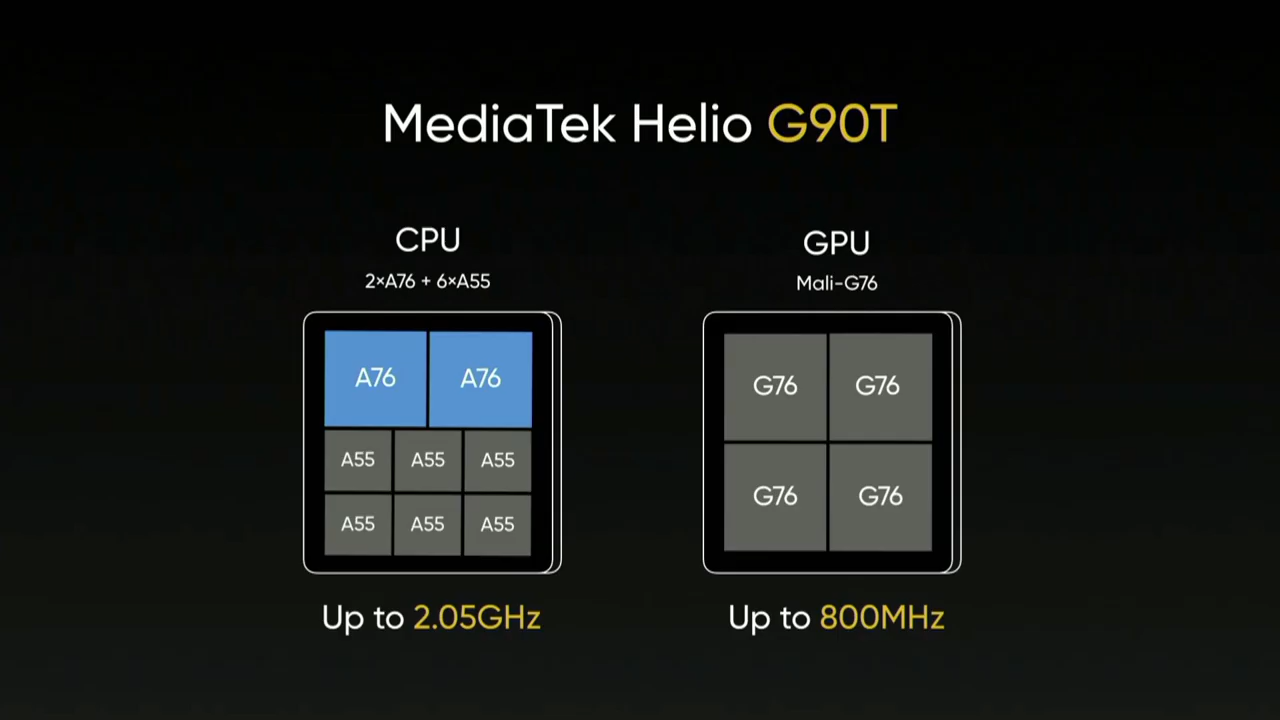 MediaTek Helio G90T
CPU
2×A76 + 6×A55
A76 A76
A55 A55 A55
A55 A55 A55
Up to 2.05GHz
GPU
Mali-G76
G76 G76
G76 G76
Up to 800MHz